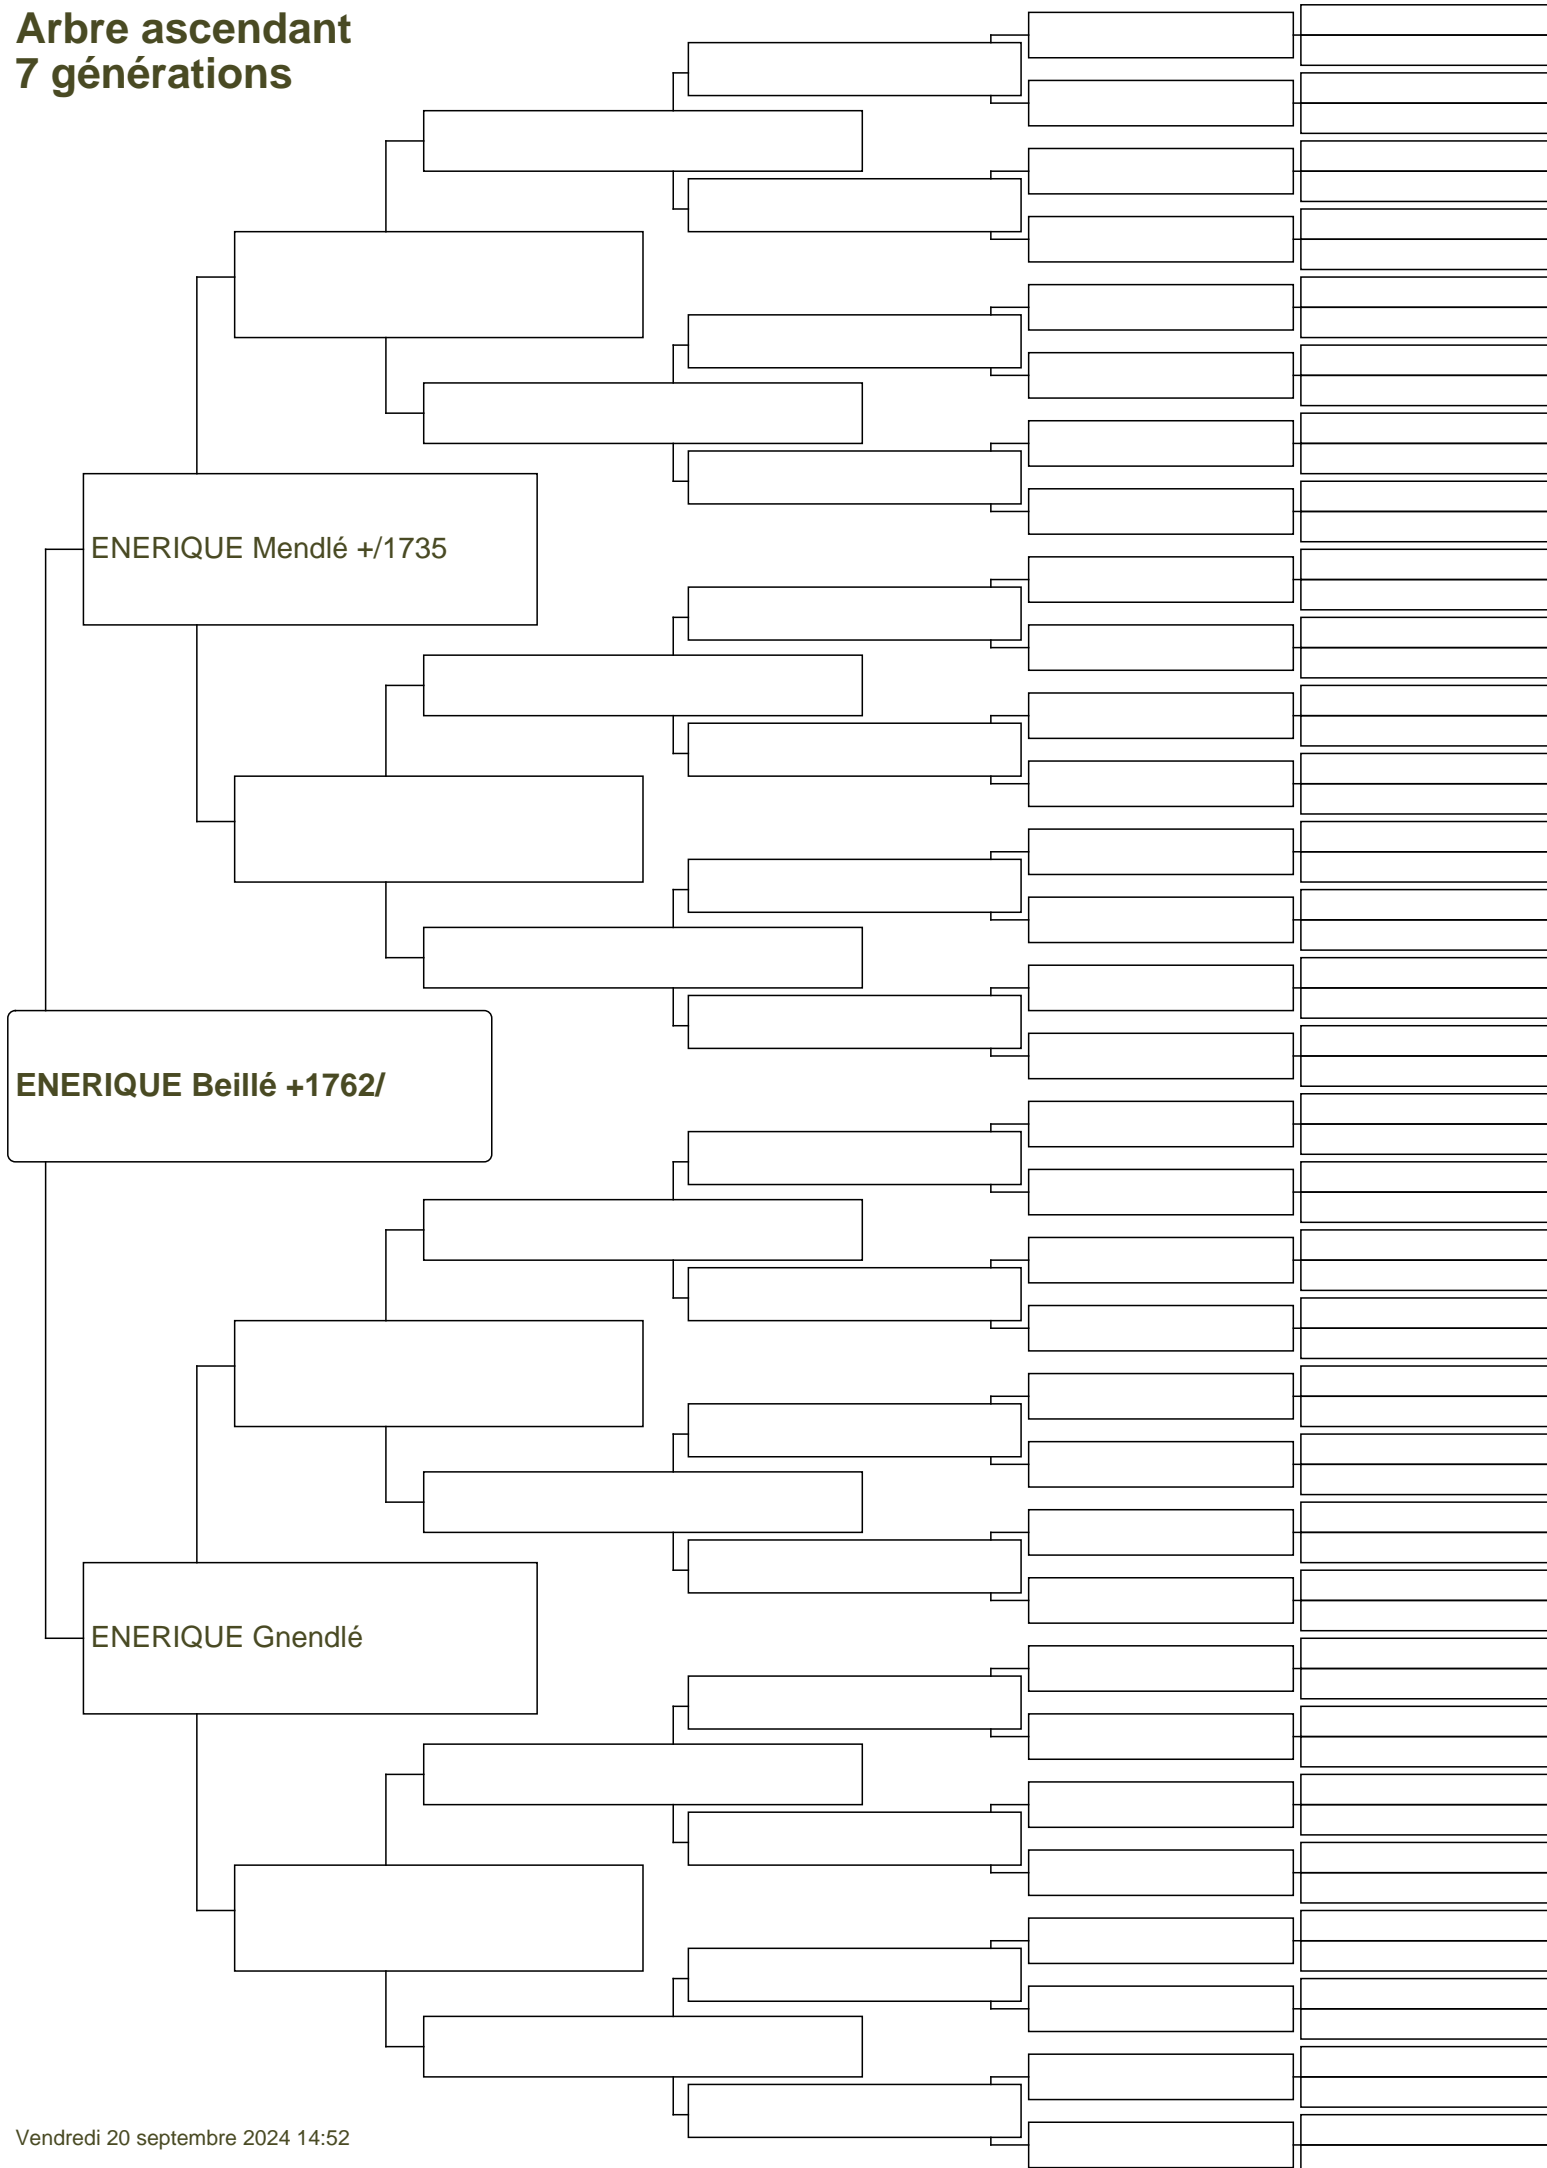 Arbre ascendant
7 générations
ENERIQUE Mendlé +/1735
ENERIQUE Beillé +1762/
ENERIQUE Gnendlé
Vendredi 20 septembre 2024 14:52